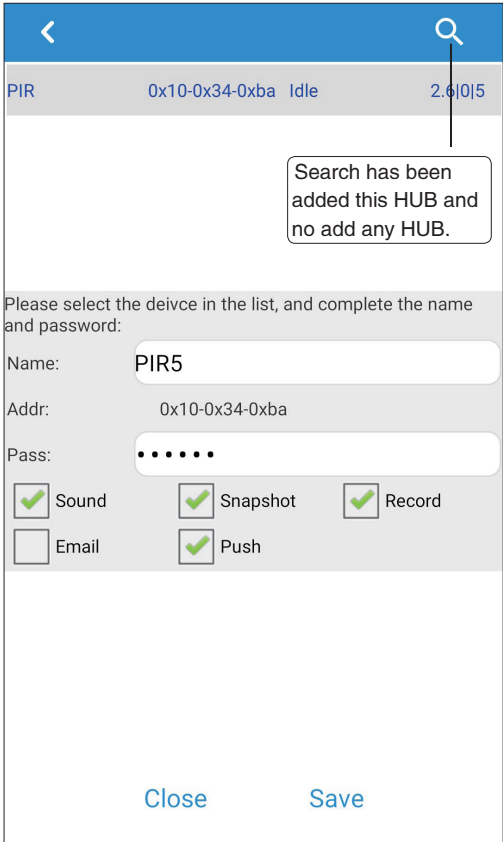 PIR 0x10-0x34-0xba Idle 2.6|0|5
Search has been
added this HUB and
no add any HUB.
Please select the deivce in the list, and complete the name
and password:
Name: PIR5
Addr: 0x10-0x34-0xba
Pass: ••••••
Sound Snapshot Record
Email Push
Close Save